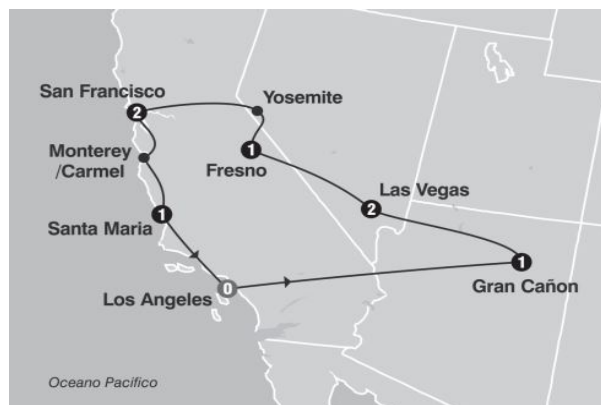 San Francisco
2
Yosemite
Monterey
/Carmel
1
Fresno
Las Vegas
2
1
Santa Maria
1
Gran Cañon
Los Angeles
0
Oceano Pacífico